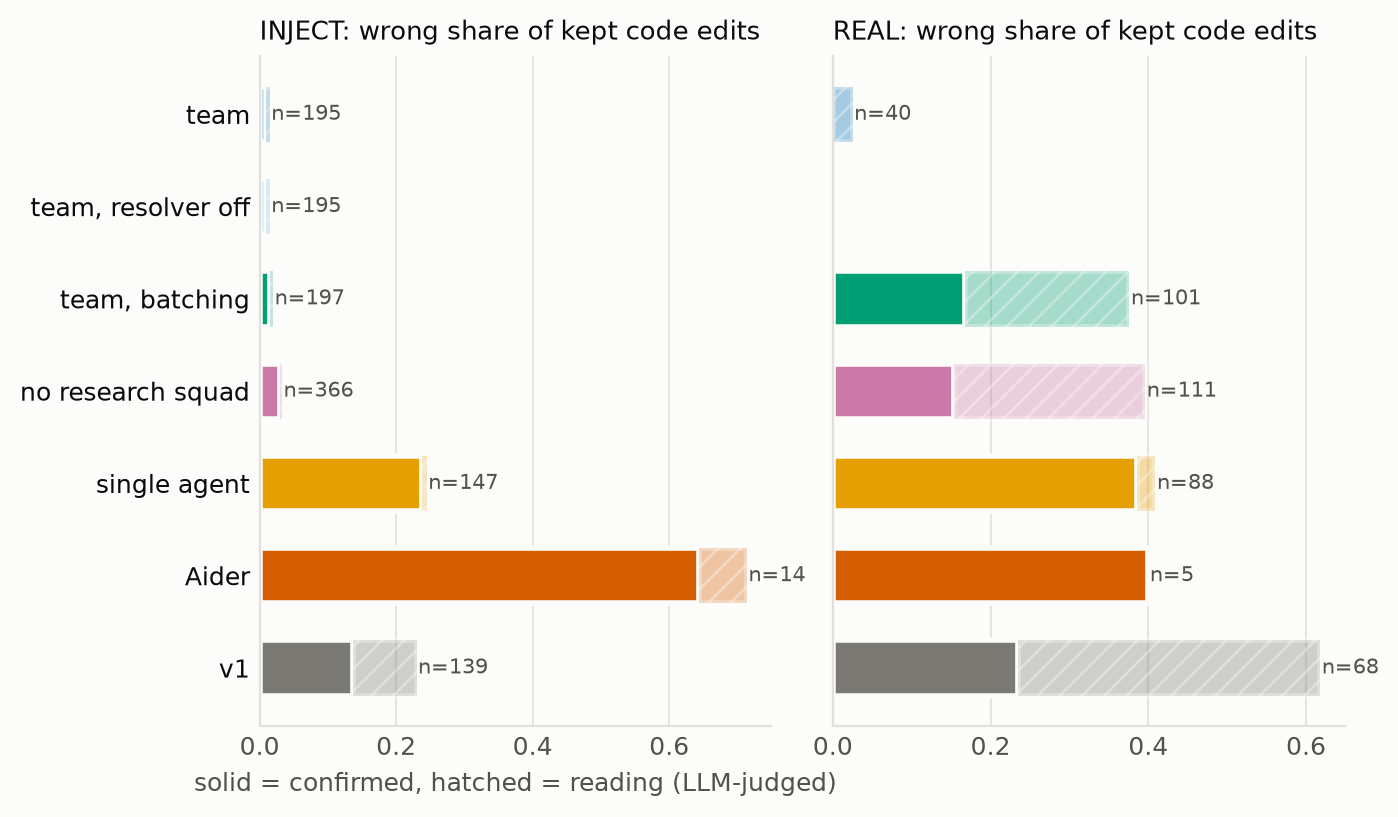 INJECT: wrong share of kept code edits
REAL: wrong share of kept code edits
team
n=195
n=40
team, resolver off
n=195
team, batching
n=197
n=101
no research squad
n=366
n=111
single agent
n=147
n=88
Aider
n=14
n=5
v1
n=139
n=68
0.0 0.2 0.4 0.6
0.0 0.2 0.4 0.6
solid = confirmed, hatched = reading (LLM-judged)